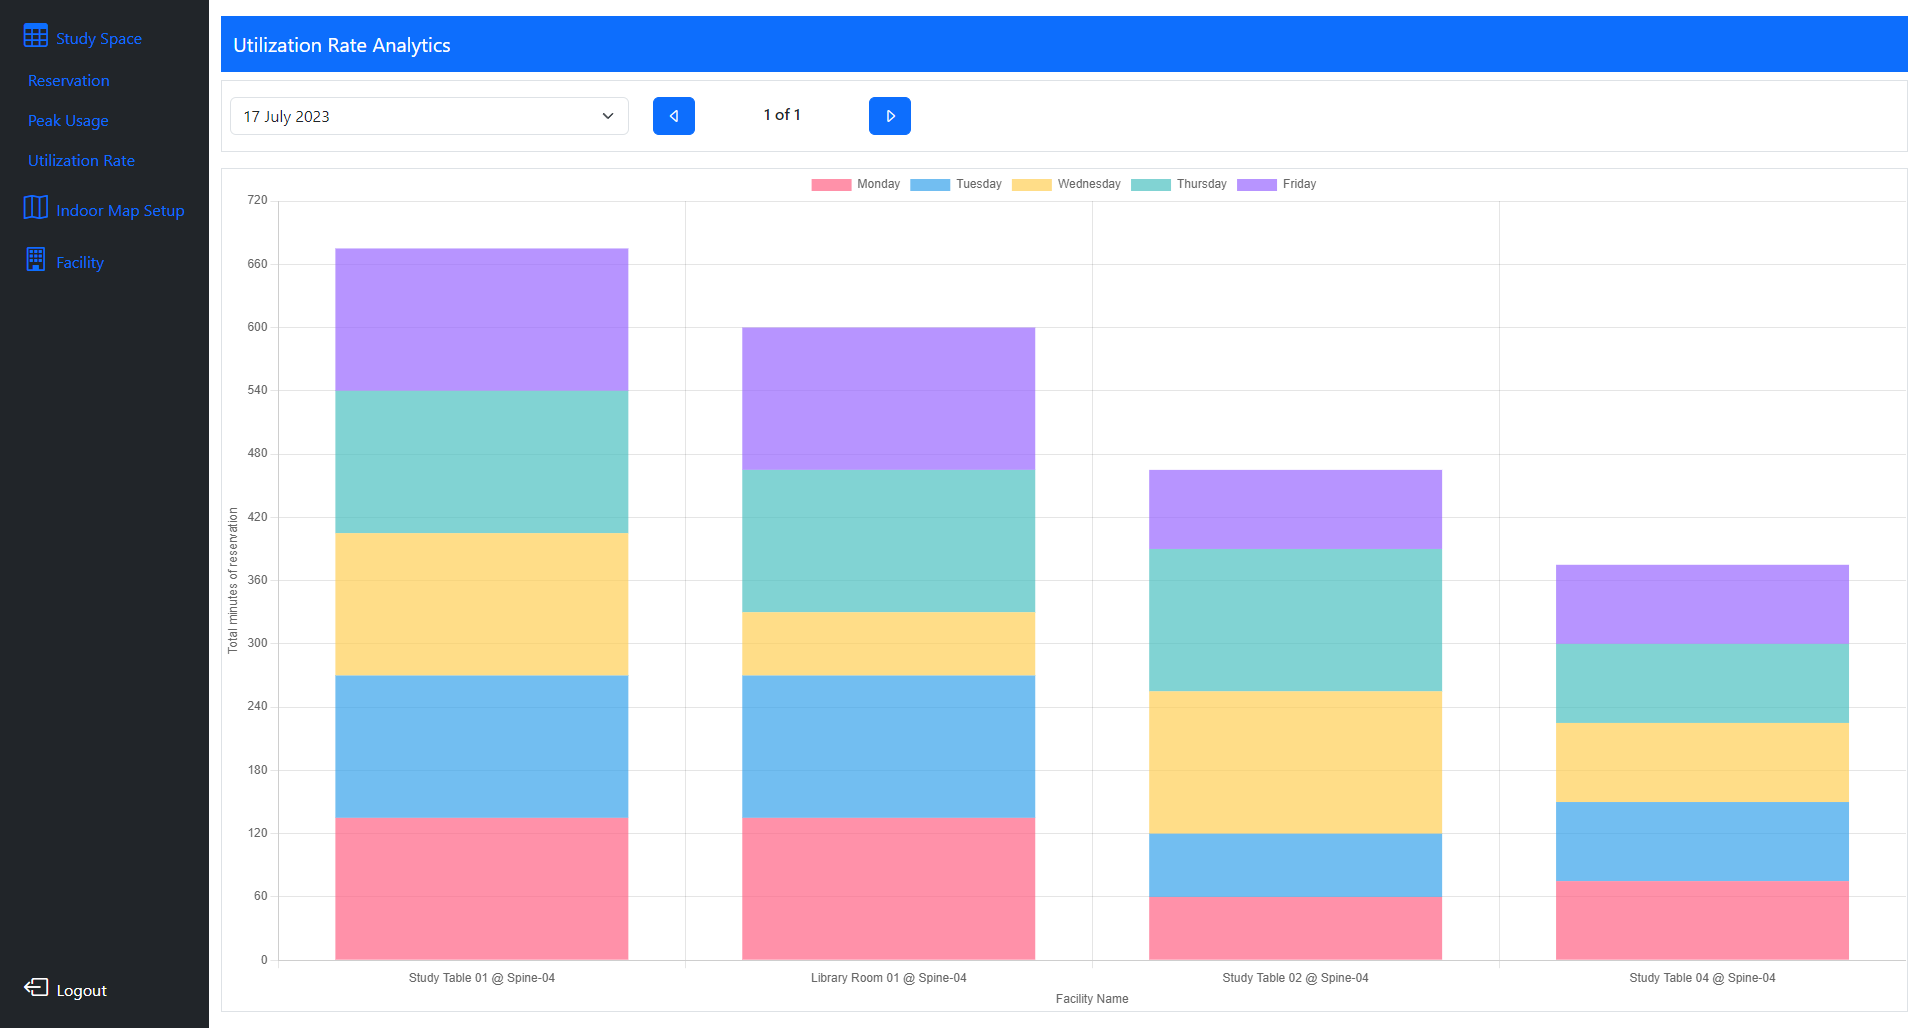 Study Space
Reservation
Peak Usage
Utilization Rate
Indoor Map Setup
Facility
Logout
Utilization Rate Analytics
17 July 2023
1 of 1
Monday Tuesday Wednesday Thursday Friday
720
660
600
540
480
420
360
300
240
180
120
60
0
Total minutes of reservation
Study Table 01 @ Spine-04 Library Room 01 @ Spine-04 Study Table 02 @ Spine-04 Study Table 04 @ Spine-04
Facility Name